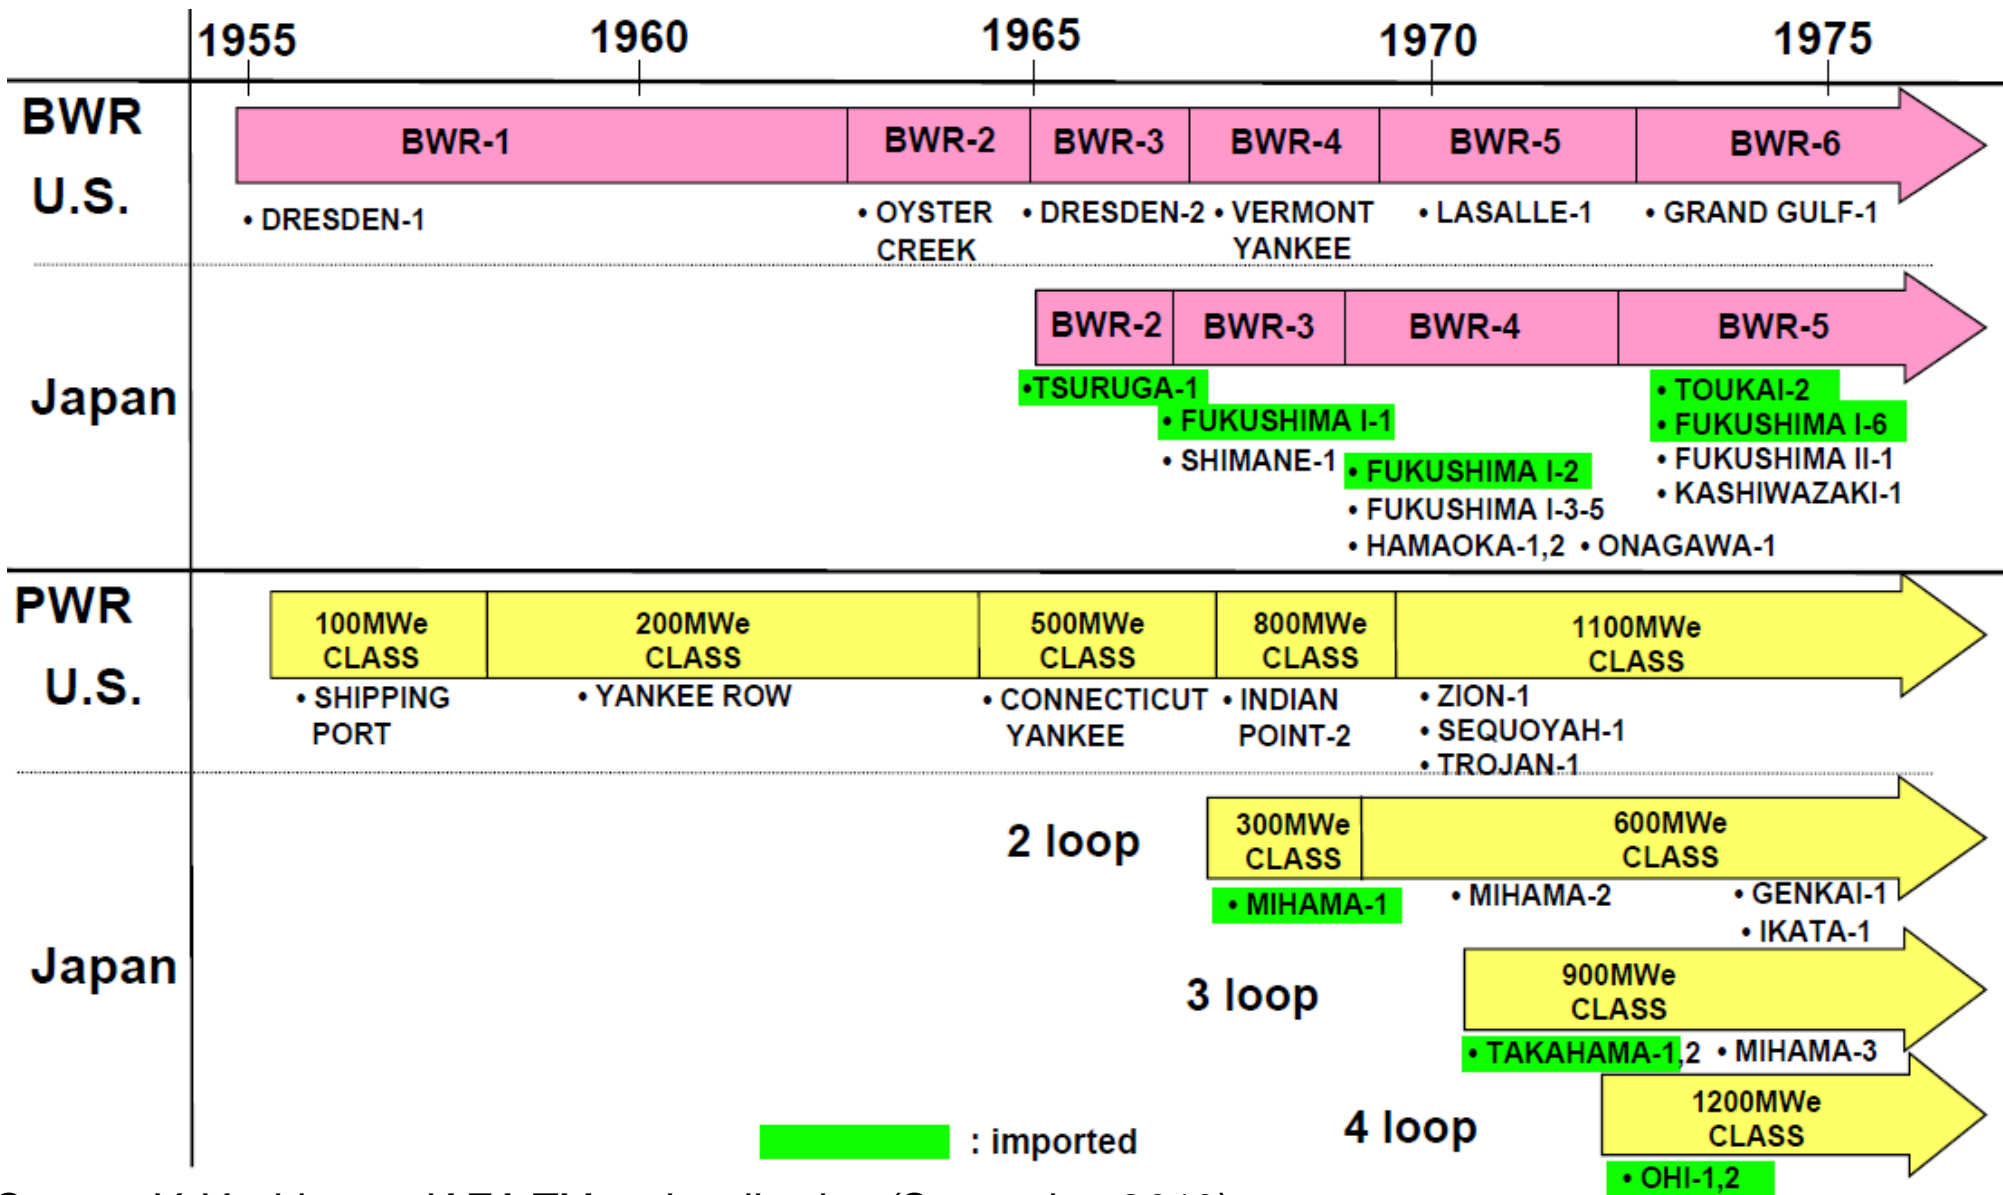 1955 1960 1965 1970 1975
BWR
U.S.
BWR-1 BWR-2 BWR-3 BWR-4 BWR-5 BWR-6
• DRESDEN-1
• OYSTER
CREEK
• DRESDEN-2
• VERMONT
YANKEE
• LASALLE-1
• GRAND GULF-1
Japan
BWR-2 BWR-3 BWR-4 BWR-5
•TSURUGA-1
• FUKUSHIMA I-1
• SHIMANE-1
• FUKUSHIMA I-2
• FUKUSHIMA I-3-5
• HAMAOKA-1,2 • ONAGAWA-1
• TOUKAI-2
• FUKUSHIMA I-6
• FUKUSHIMA II-1
• KASHIWAZAKI-1
PWR
U.S.
100MWe
CLASS
200MWe
CLASS
500MWe
CLASS
800MWe
CLASS
1100MWe
CLASS
• SHIPPING
PORT
• YANKEE ROW
• CONNECTICUT
YANKEE
• INDIAN
POINT-2
• ZION-1
• SEQUOYAH-1
• TROJAN-1
Japan
2 loop
300MWe
CLASS
600MWe
CLASS
• MIHAMA-1
• MIHAMA-2
• GENKAI-1
• IKATA-1
3 loop
900MWe
CLASS
• TAKAHAMA-1,2 • MIHAMA-3
4 loop
1200MWe
CLASS
• OHI-1,2
: imported